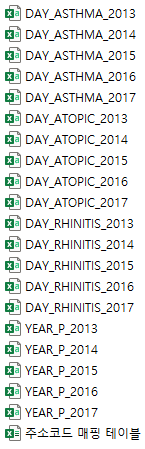 DAY_ASTHMA_2013
DAY_ASTHMA_2014
DAY_ASTHMA_2015
DAY_ASTHMA_2016
DAY_ASTHMA_2017
DAY_ATOPIC_2013
DAY_ATOPIC_2014
DAY_ATOPIC_2015
DAY_ATOPIC_2016
DAY_ATOPIC_2017
DAY_RHINITIS_2013
DAY_RHINITIS_2014
DAY_RHINITIS_2015
DAY_RHINITIS_2016
DAY_RHINITIS_2017
YEAR_P_2013
YEAR_P_2014
YEAR_P_2015
YEAR_P_2016
YEAR_P_2017
주소코드 매핑 테이블